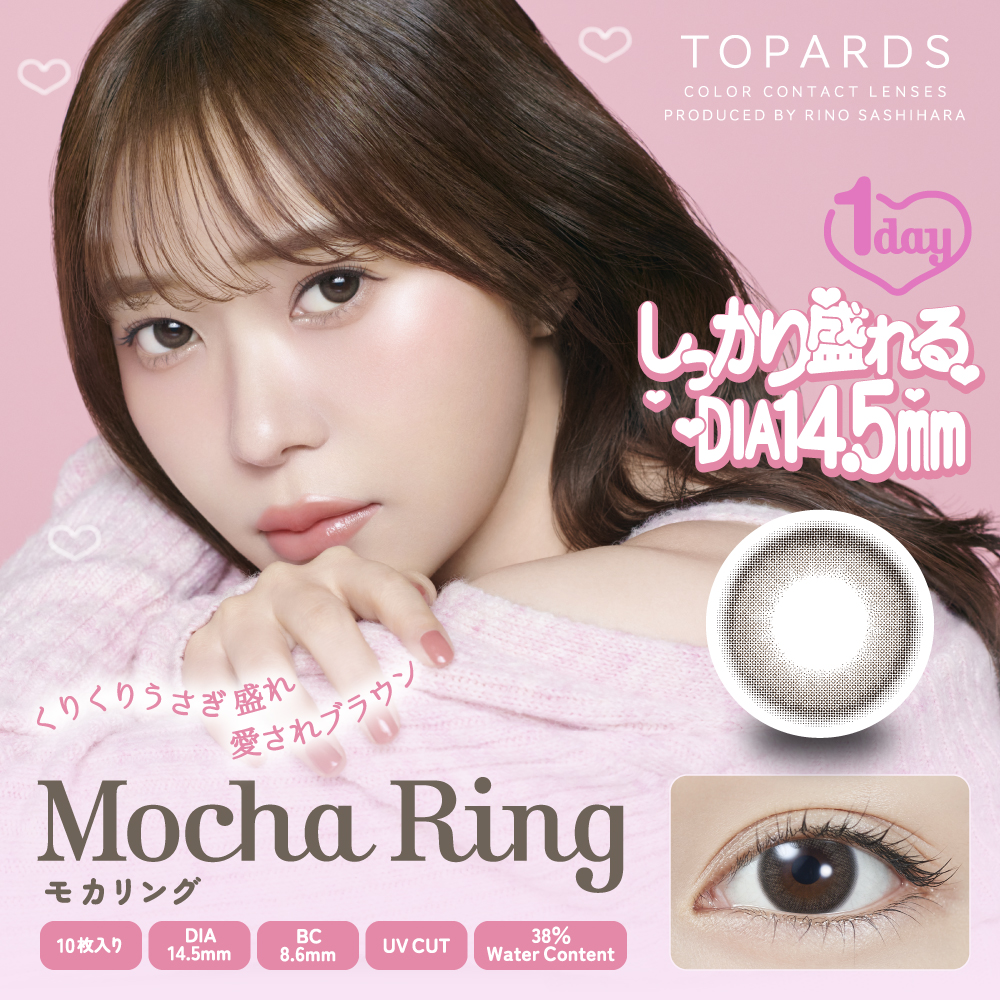 TOPARDS
COLOR CONTACT LENSES
PRODUCED BY RINO SASHIHARA
1day
しっかり盛れる
DIA14.5mm
くりくりうさぎ盛れ
愛されブラウン
Mocha Ring
モカリング
10枚入り
DIA
14.5mm
BC
8.6mm
UV CUT
38%
Water Content